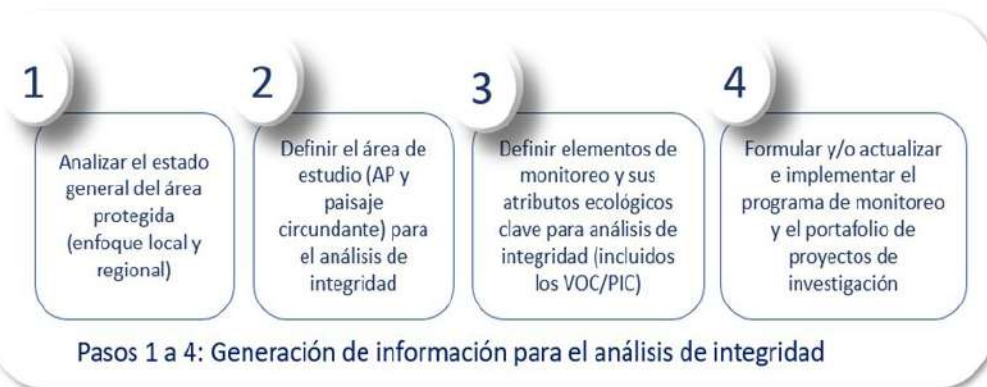 1
Analizar el estado
general del área
protegida
(enfoque local y
regional)
2
Definir el área de
estudio (AP y
paisaje
circundante) para
el análisis de
integridad
3
Definir elementos de
monitoreo y sus
atributos ecológicos
clave para análisis de
integridad (incluidos
los VOC/PIC)
4
Formular y/o actualizar
e implementar el
programa de monitoreo
y el portafolio de
proyectos de
investigación
Pasos 1 a 4: Generación de información para el análisis de integridad